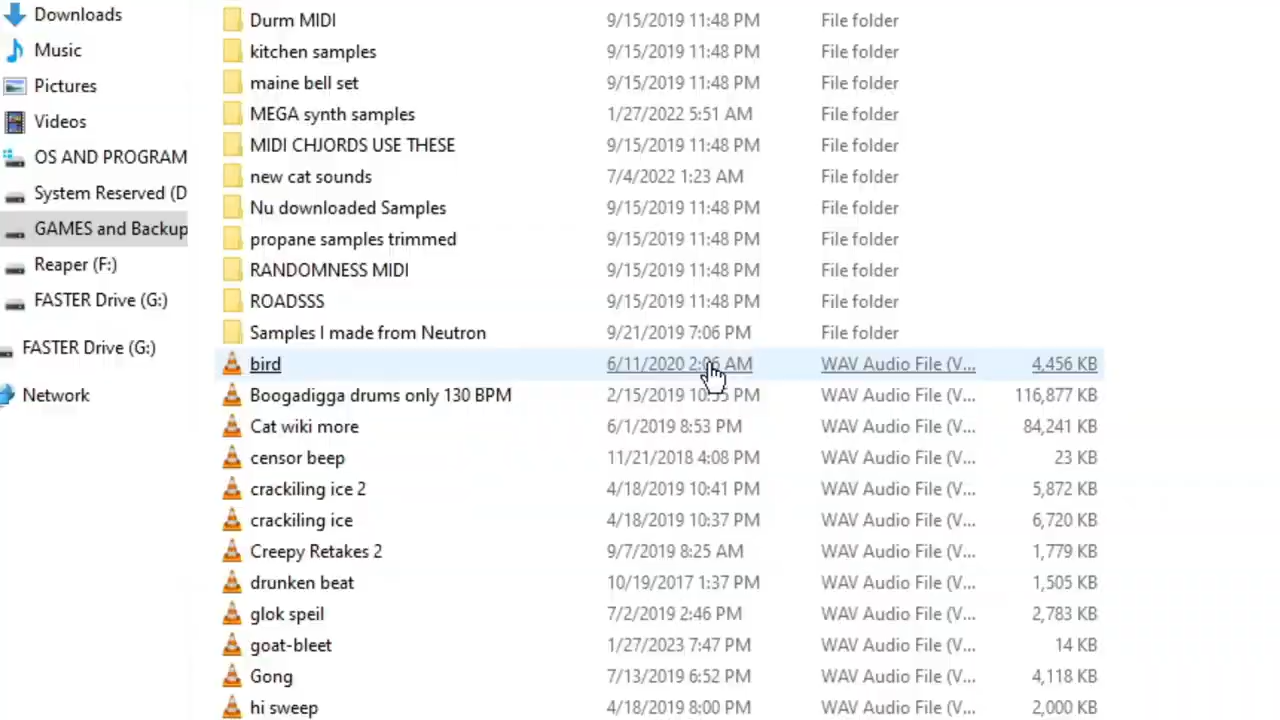 Downloads
Music
Pictures
Videos
OS AND PROGRAM
System Reserved (D
GAMES and Backup
Reaper (F:)
FASTER Drive (G:)
FASTER Drive (G:)
Network
Durm MIDI 9/15/2019 11:48 PM File folder
kitchen samples 9/15/2019 11:48 PM File folder
maine bell set 9/15/2019 11:48 PM File folder
MEGA synth samples 1/27/2022 5:51 AM File folder
MIDI CHJORDS USE THESE 9/15/2019 11:48 PM File folder
new cat sounds 7/4/2022 1:23 AM File folder
Nu downloaded Samples 9/15/2019 11:48 PM File folder
propane samples trimmed 9/15/2019 11:48 PM File folder
RANDOMNESS MIDI 9/15/2019 11:48 PM File folder
ROADSSS 9/15/2019 11:48 PM File folder
Samples I made from Neutron 9/21/2019 7:06 PM File folder
bird 6/11/2020 2:06 AM WAV Audio File (V... 4,456 KB
Boogadigga drums only 130 BPM 2/15/2019 10:55 PM WAV Audio File (V... 116,877 KB
Cat wiki more 6/1/2019 8:53 PM WAV Audio File (V... 84,241 KB
censor beep 11/21/2018 4:08 PM WAV Audio File (V... 23 KB
crackiling ice 2 4/18/2019 10:41 PM WAV Audio File (V... 5,872 KB
crackiling ice 4/18/2019 10:37 PM WAV Audio File (V... 6,720 KB
Creepy Retakes 2 9/7/2019 8:25 AM WAV Audio File (V... 1,779 KB
drunken beat 10/19/2017 1:37 PM WAV Audio File (V... 1,505 KB
glok speil 7/2/2019 2:46 PM WAV Audio File (V... 2,783 KB
goat-bleet 1/27/2023 7:47 PM WAV Audio File (V... 14 KB
Gong 7/13/2019 6:52 PM WAV Audio File (V... 4,118 KB
hi sweep 4/18/2019 8:00 PM WAV Audio File (V... 2,000 KB